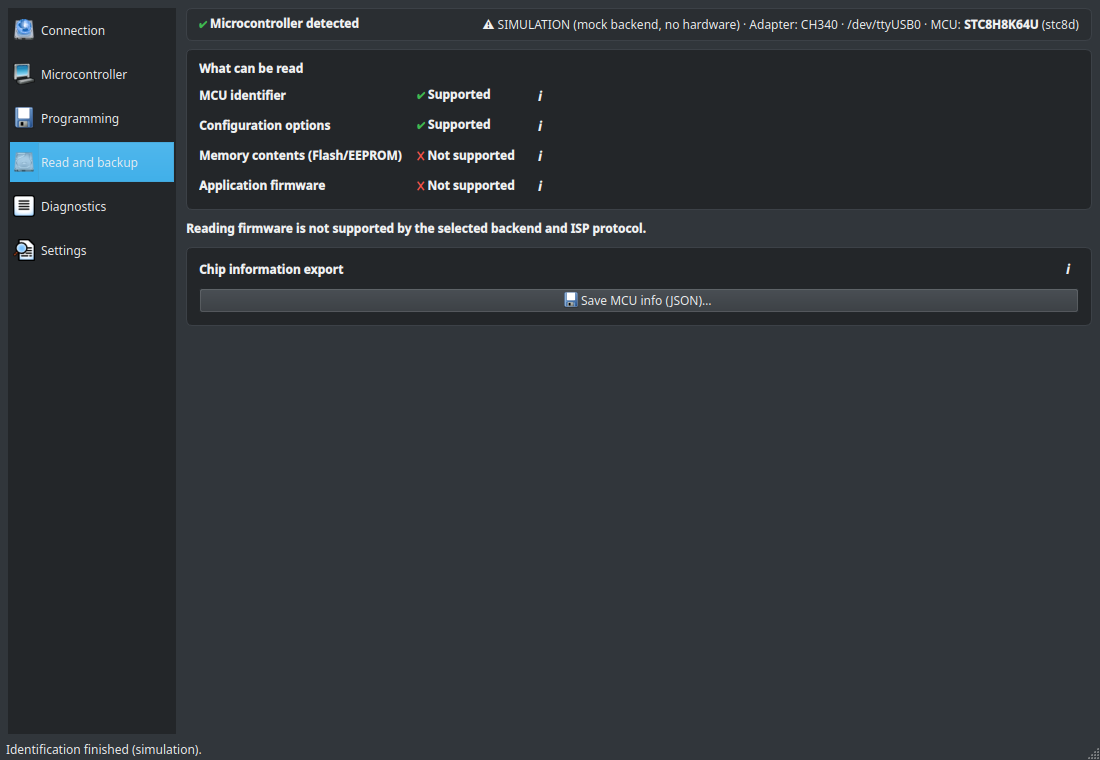 Connection
Microcontroller
Programming
Read and backup
Diagnostics
Settings
✔ Microcontroller detected
⚠ SIMULATION (mock backend, no hardware) · Adapter: CH340 · /dev/ttyUSB0 · MCU: STC8H8K64U (stc8d)
What can be read
MCU identifier ✔ Supported i
Configuration options ✔ Supported i
Memory contents (Flash/EEPROM) ✗ Not supported i
Application firmware ✗ Not supported i
Reading firmware is not supported by the selected backend and ISP protocol.
Chip information export i
Save MCU info (JSON)...
Identification finished (simulation).